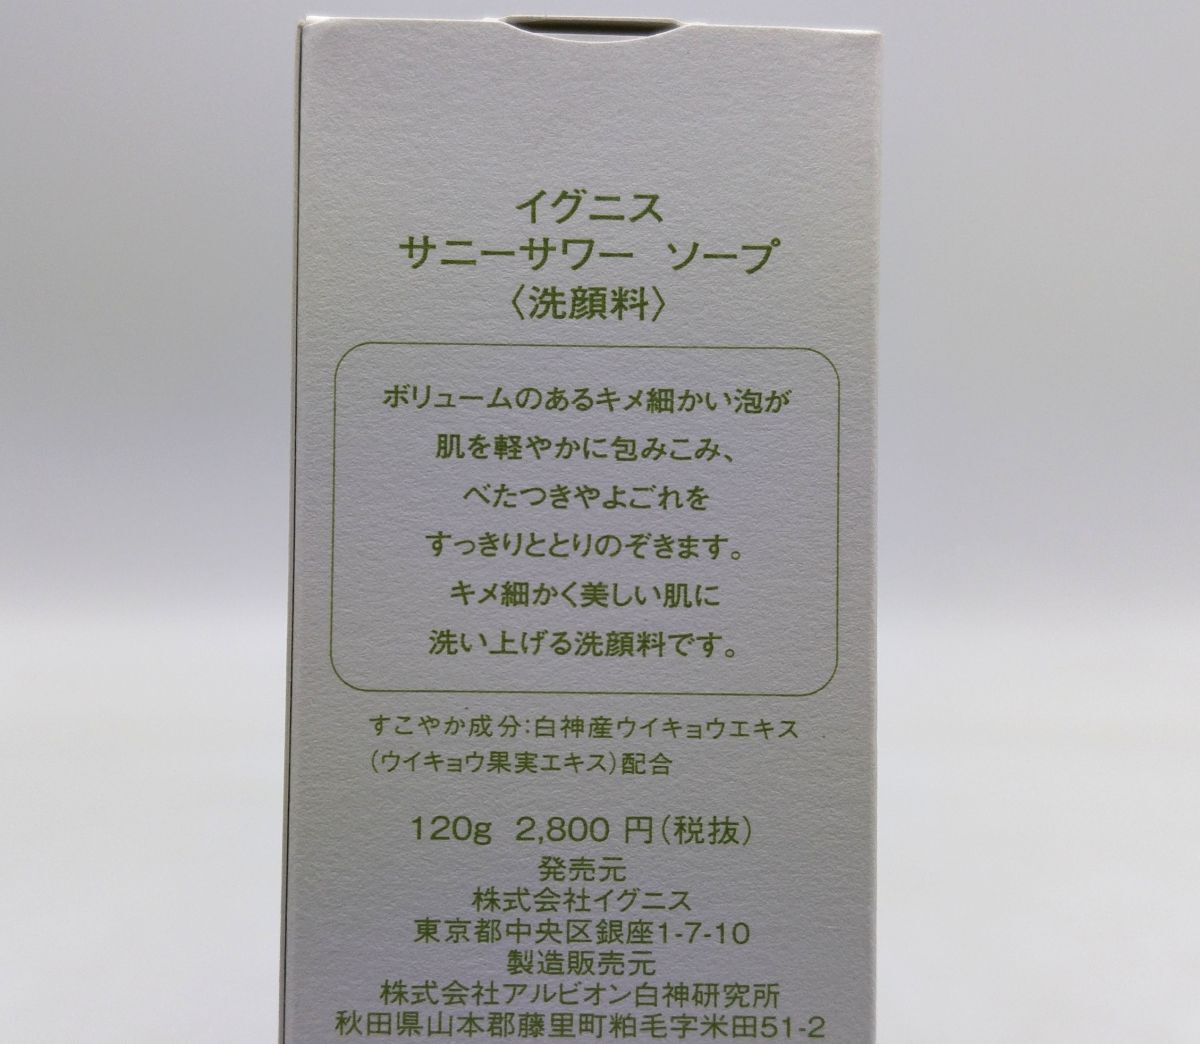 イグニス
サニーサワー ソープ
〈洗顔料〉
ボリュームのあるキメ細かい泡が
肌を軽やかに包みこみ、
べたつきやよごれを
すっきりととりのぞきます。
キメ細かく美しい肌に
洗い上げる洗顔料です。
すこやか成分:白神産ウイキョウエキス
(ウイキョウ果実エキス)配合
120g 2,800 円(税抜)
発売元
株式会社イグニス
東京都中央区銀座1-7-10
製造販売元
株式会社アルビオン白神研究所
秋田県山本郡藤里町粕毛字米田51-2